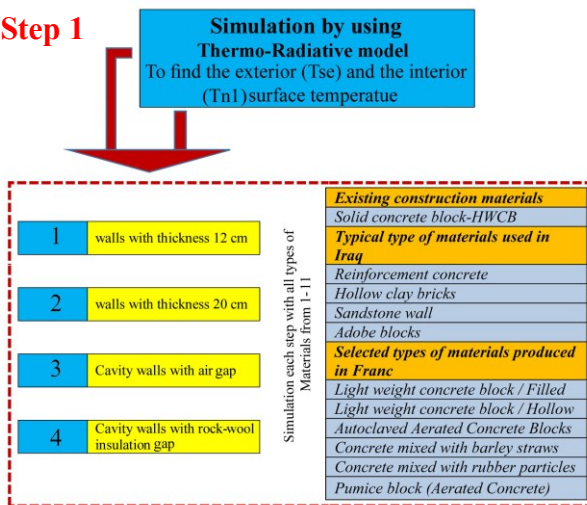 Step 1
Simulation by using
Thermo-Radiative model
To find the exterior (Tse) and the interior
(Tn1)surface temperatue
1
walls with thickness 12 cm
2
walls with thickness 20 cm
3
Cavity walls with air gap
4
Cavity walls with rock-wool
insulation gap
Simulation each step with all types of
Materials from 1-11
Existing construction materials
Solid concrete block-HWCB
Typical type of materials used in
Iraq
Reinforcement concrete
Hollow clay bricks
Sandstone wall
Adobe blocks
Selected types of materials produced
in Franc
Light weight concrete block / Filled
Light weight concrete block / Hollow
Autoclaved Aerated Concrete Blocks
Concrete mixed with barley straws
Concrete mixed with rubber particles
Pumice block (Aerated Concrete)